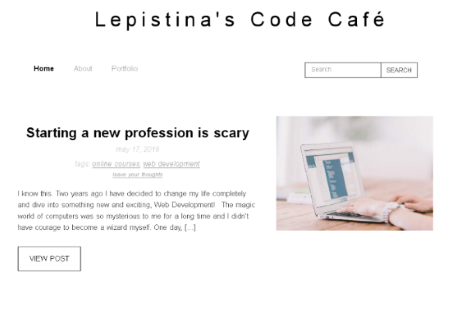 Lepistina's Code Café
Home About Portfolio Search SEARCH
Starting a new profession is scary
may 17, 2016
tags: online courses, web development
leave your thoughts
I know this. Two years ago I have decided to change my life completely
and dive into something new and exciting, Web Development! The magic
world of computers was so mysterious to me for a long time and I didn't
have courage to become a wizard myself. One day, [...]
VIEW POST